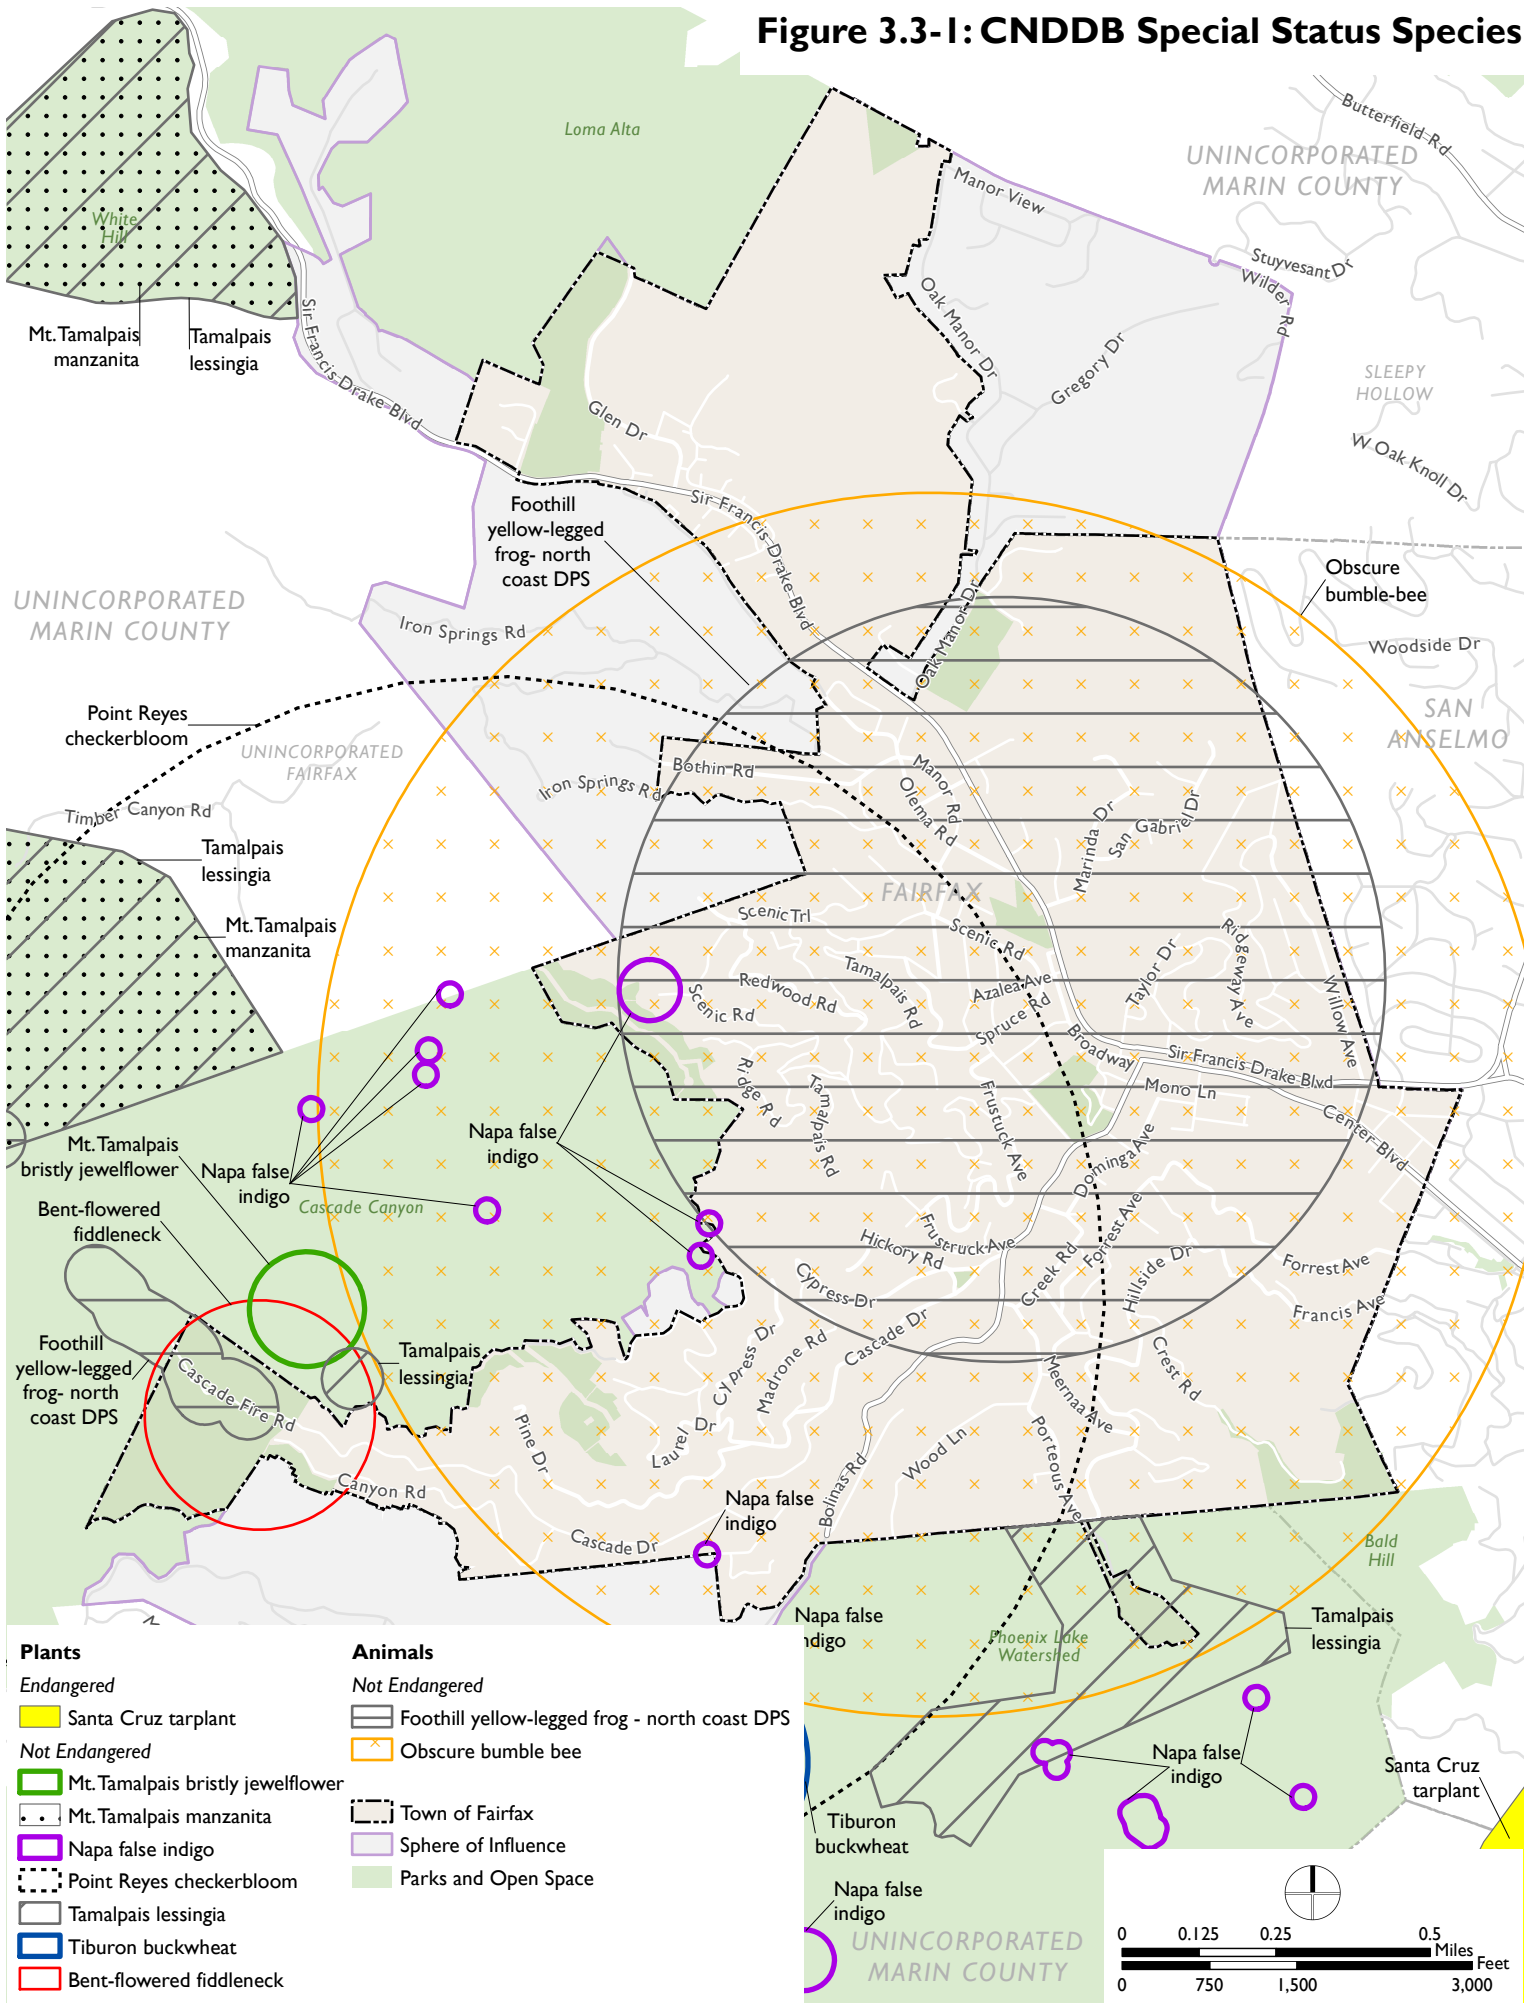 Figure 3.3-1: CNDDB Special Status Species
Loma Alta
Butterfield Rd
UNINCORPORATED
MARIN COUNTY
Manor View
White
Hill
Stuyvesant Dr
Wilder Rd
Oak Manor Dr
Mt. Tamalpais
manzanita
Tamalpais
lessingia
Sir Francis Drake Blvd
Gregory Dr
SLEEPY
HOLLOW
Glen Dr
W Oak Knoll Dr
Foothill
yellow-legged
frog- north
coast DPS
Sir Francis Drake Blvd
Obscure
bumble-bee
UNINCORPORATED
MARIN COUNTY
Iron Springs Rd
Oak Manor Dr
Woodside Dr
Point Reyes
checkerbloom
SAN
ANSELMO
UNINCORPORATED
FAIRFAX
Bothin Rd
Iron Springs Rd
Manor Rd
Olema Rd
Timber Canyon Rd
Marinda Dr
San Gabriel Dr
Tamalpais
lessingia
FAIRFAX
Scenic Trl
Mt. Tamalpais
manzanita
Scenic Rd
Ridgeway Ave
Taylor Dr
Tamalpais Rd
Redwood Rd
Azalea Ave
Scenic Rd
Spruce Rd
Willow Ave
Broadway
Sir Francis Drake Blvd
Ridge Rd
Tamalpais Rd
Frustuck Ave
Mono Ln
Center Blvd
Mt. Tamalpais
bristly jewelflower
Napa false
indigo
Napa false
indigo
Dominga Ave
Cascade Canyon
Bent-flowered
fiddleneck
Frustruck Ave
Hickory Rd
Forrest Ave
Creek Rd
Hillside Dr
Forrest Ave
Cypress Dr
Francis Ave
Foothill
yellow-legged
frog- north
coast DPS
Cascade Fire Rd
Tamalpais
lessingia
Cypress Dr
Madrone Rd
Cascade Dr
Meernaa Ave
Crest Rd
Pine Dr
Laurel Dr
Wood Ln
Porteous Ave
Bolinas Rd
Canyon Rd
Napa false
indigo
Cascade Dr
Bald
Hill
Napa false
ndigo
Phoenix Lake
Watershed
Tamalpais
lessingia
Plants
Endangered
Santa Cruz tarplant
Not Endangered
Mt. Tamalpais bristly jewelflower
Mt. Tamalpais manzanita
Napa false indigo
Point Reyes checkerbloom
Tamalpais lessingia
Tiburon buckwheat
Bent-flowered fiddleneck
Animals
Not Endangered
Foothill yellow-legged frog - north coast DPS
Obscure bumble bee
Town of Fairfax
Sphere of Influence
Parks and Open Space
Napa false
indigo
Santa Cruz
tarplant
Tiburon
buckwheat
Napa false
indigo
UNINCORPORATED
MARIN COUNTY
0 0.125 0.25 0.5
Miles
Feet
0 750 1,500 3,000